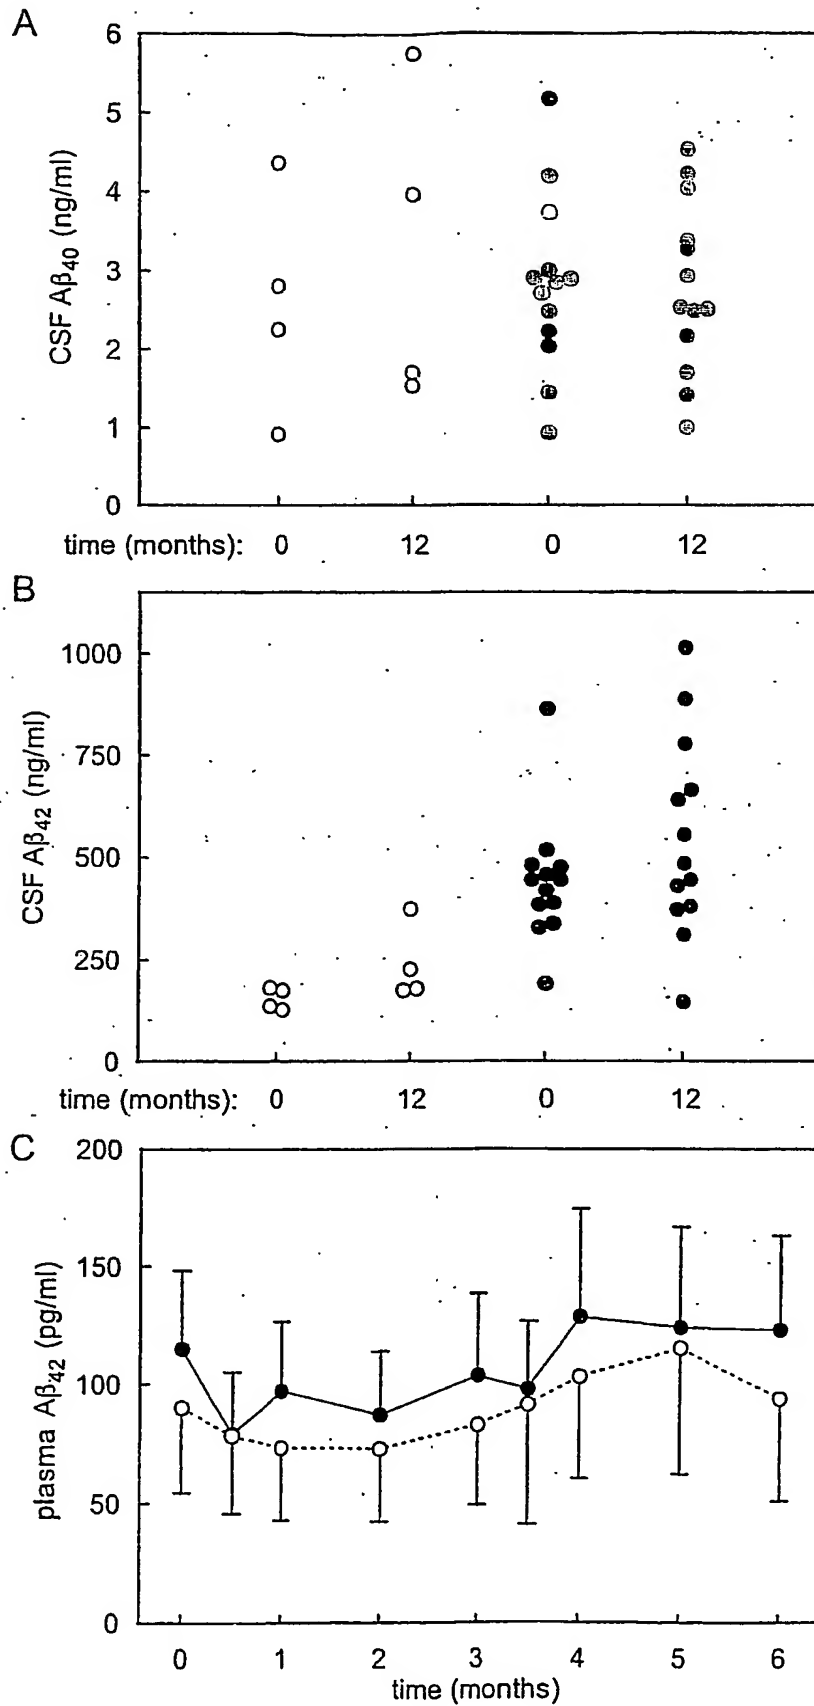 A
CSF Aβ40 (ng/ml)
6
5
4
3
2
1
0
time (months): 0 12 0 12
B
CSF Aβ42 (ng/ml)
1000
750
500
250
0
time (months): 0 12 0 12
C
plasma Aβ42 (pg/ml)
200
150
100
50
0
0 1 2 3 4 5 6
time (months)